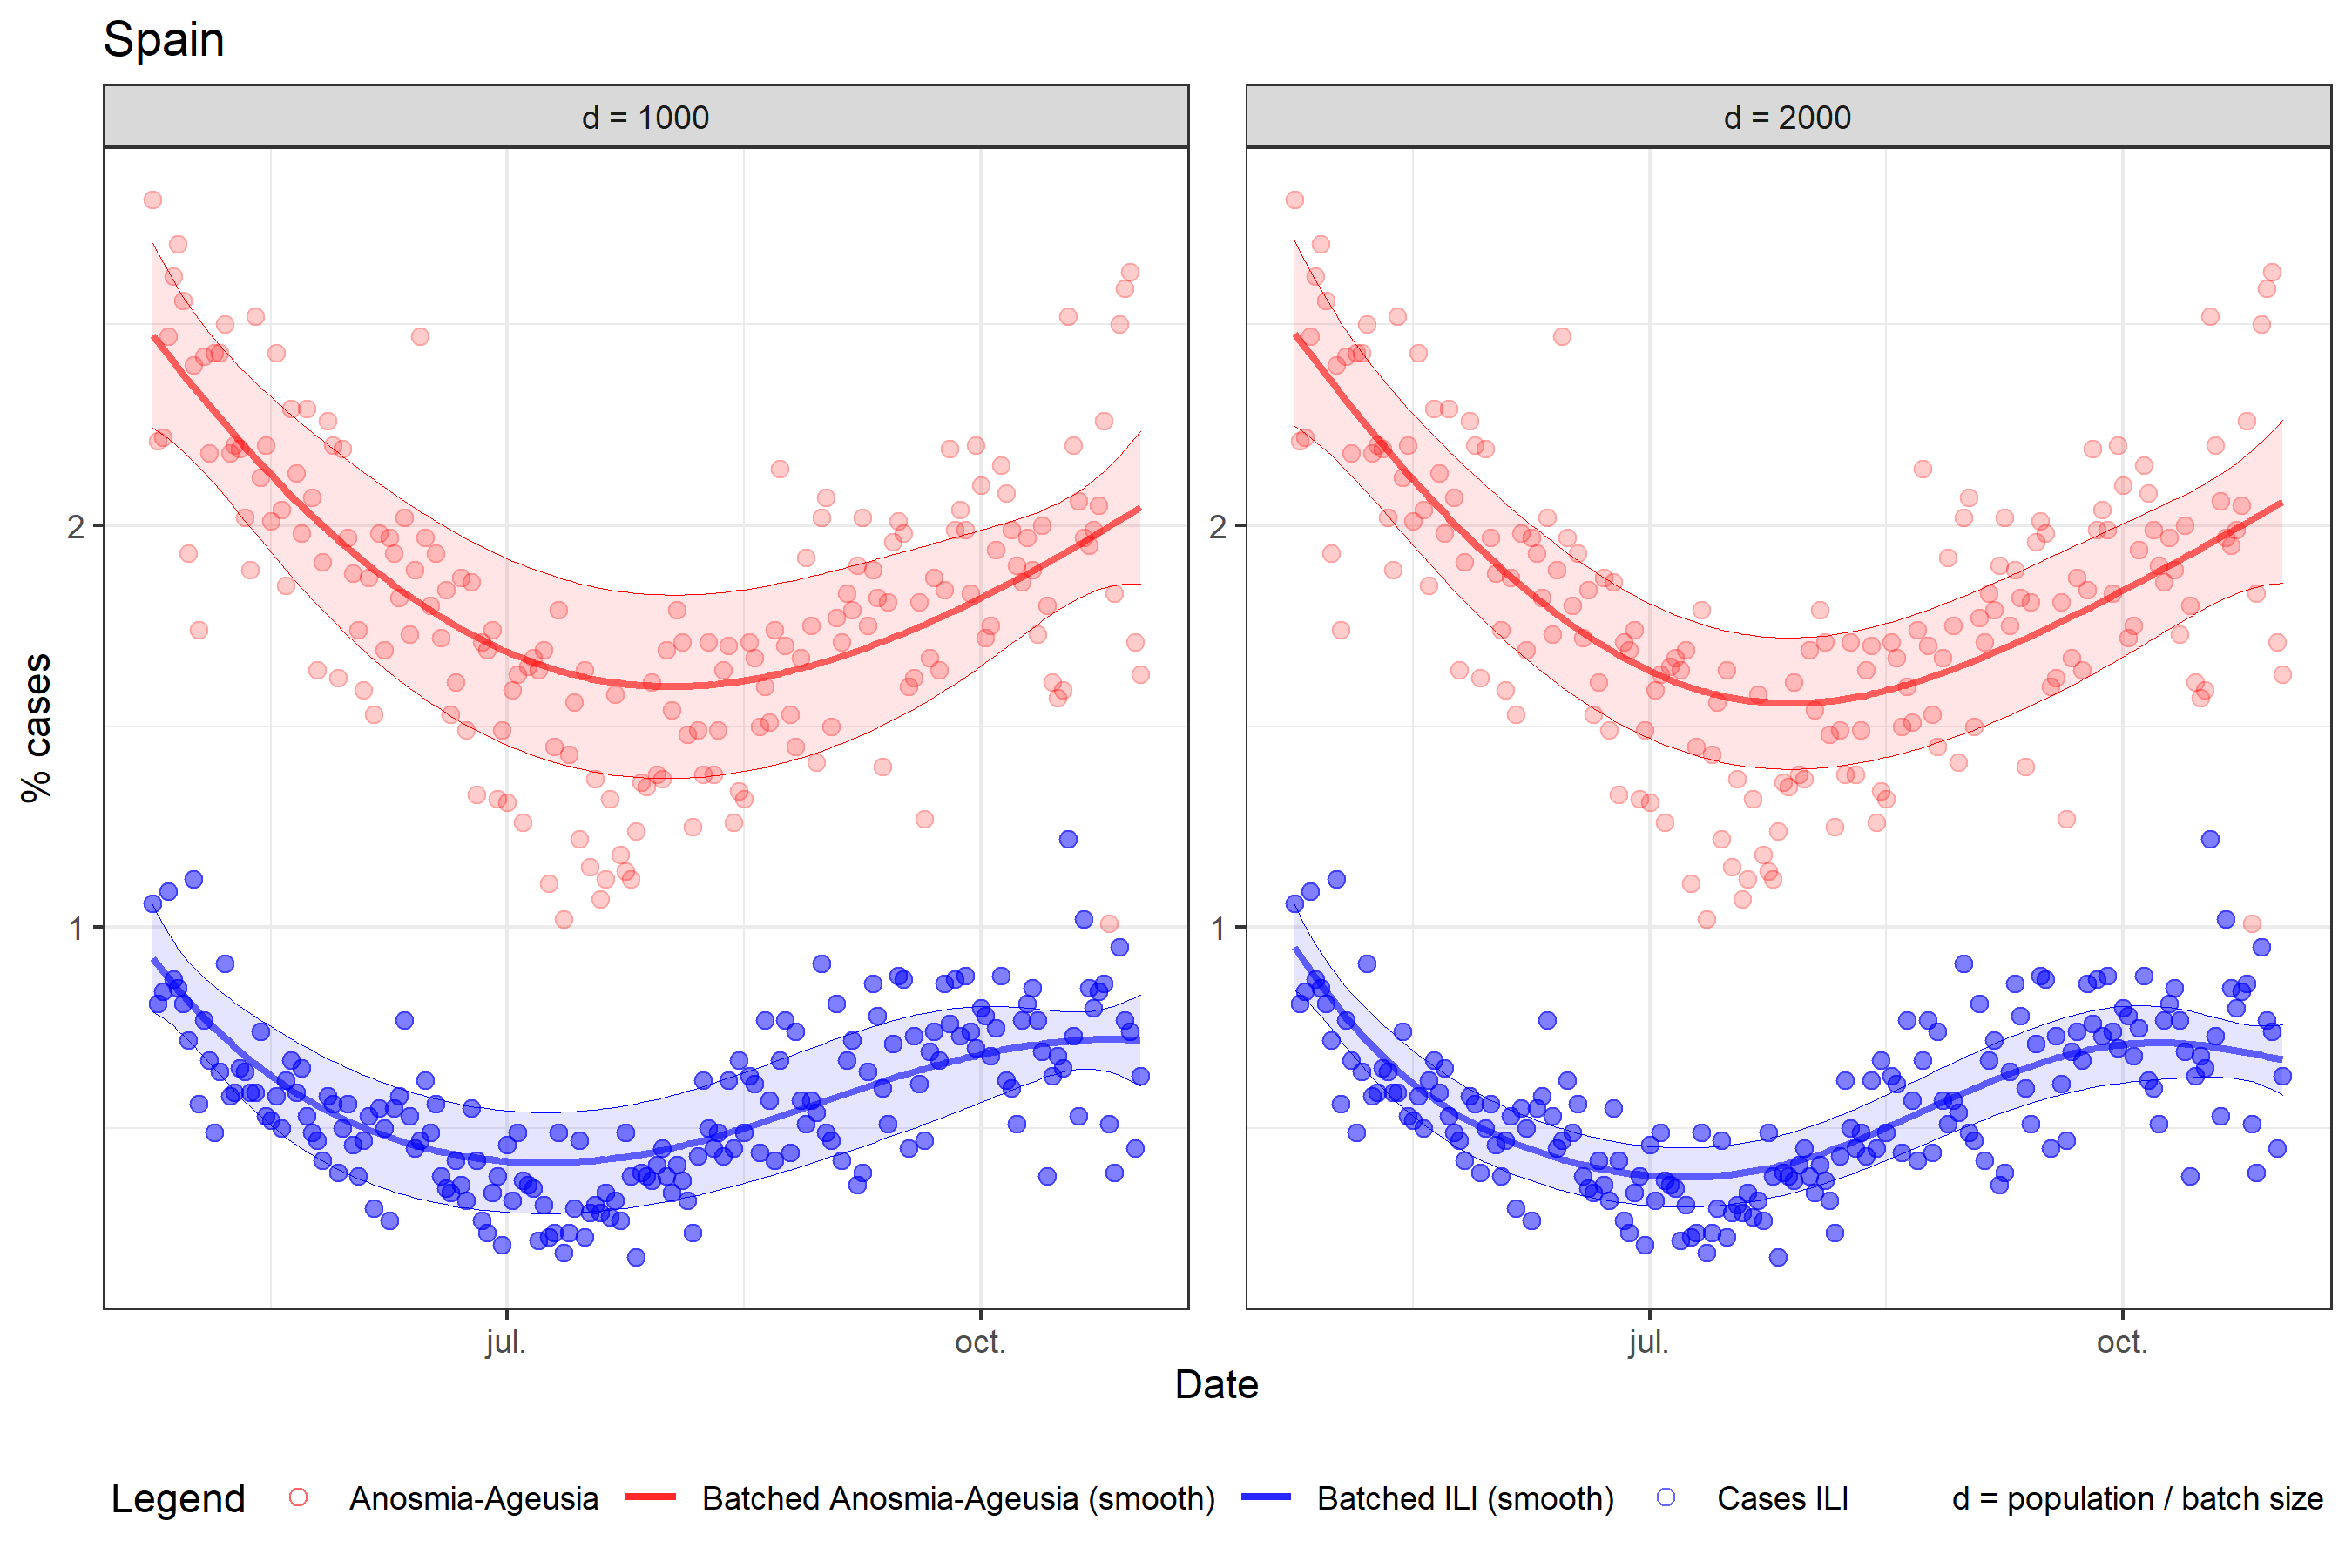 Spain
d = 1000
d = 2000
% cases
2
1
2
1
jul.
oct.
jul.
oct.
Date
Legend Anosmia-Ageusia Batched Anosmia-Ageusia (smooth) Batched ILI (smooth) Cases ILI d = population / batch size